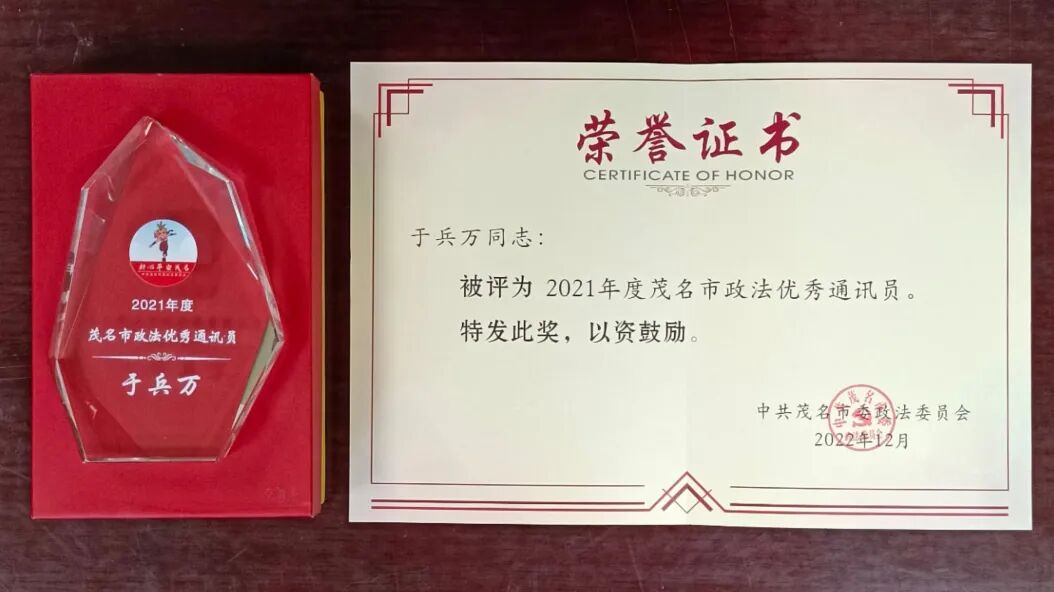 平安茂名
2021年度
茂名市政法优秀通讯员
于兵万
荣誉证书
CERTIFICATE OF HONOR
于兵万同志：
被评为 2021年度茂名市政法优秀通讯员。
特发此奖，以资鼓励。
中共茂名市委政法委员会
2022年12月